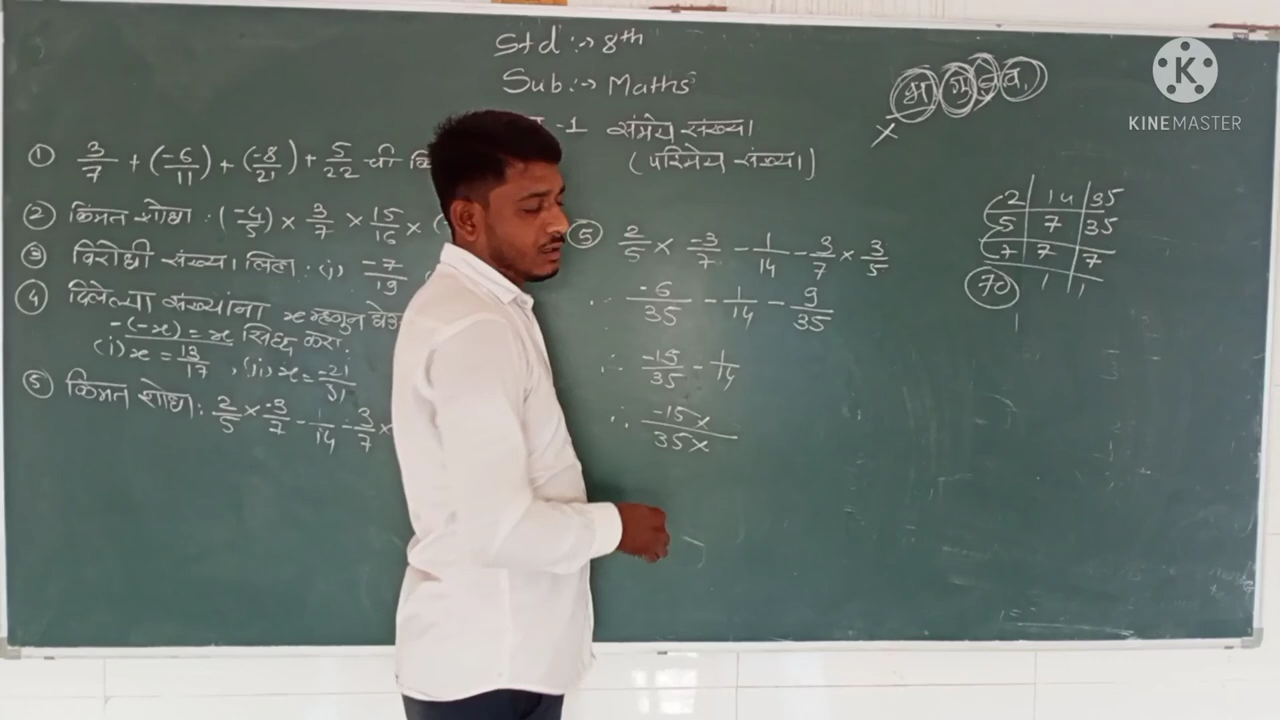 Std :→ 8th
Sub :→ Maths
-1 संमेय संख्या
(परिमेय संख्या)
① 3/7 + (-6/11) + (-8/21) + 5/22 ची
② किंमत शोधा : (-4/5) × 3/7 × 15/16 × (-
③ विरोधी संख्या लिहा : (i) -7/19
④ दिलेल्या संख्यांना x म्हणुन घेऊ
-(-x) = x सिद्ध करा.
(i) x = 13/17 , (ii) x = -21/31
⑤ किंमत शोधा : 2/5 × -3/7 - 1/14 - 3/7 ×
⑤ 2/5 × -3/7 - 1/14 - 3/7 × 3/5
∴ -6/35 - 1/14 - 9/35
∴ -15/35 - 1/14
∴ -15×/35×
×
2 | 14 | 35
5 | 7 | 35
7 | 7 | 7
1 | 1
70
K
KINEMASTER